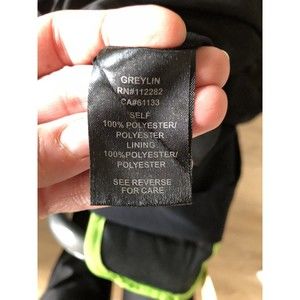 GREYLIN
RN#112282
CA#61133
SELF
100%POLYESTER/
POLYESTER
LINING
100%POLYESTER/
POLYESTER
SEE REVERSE
FOR CARE